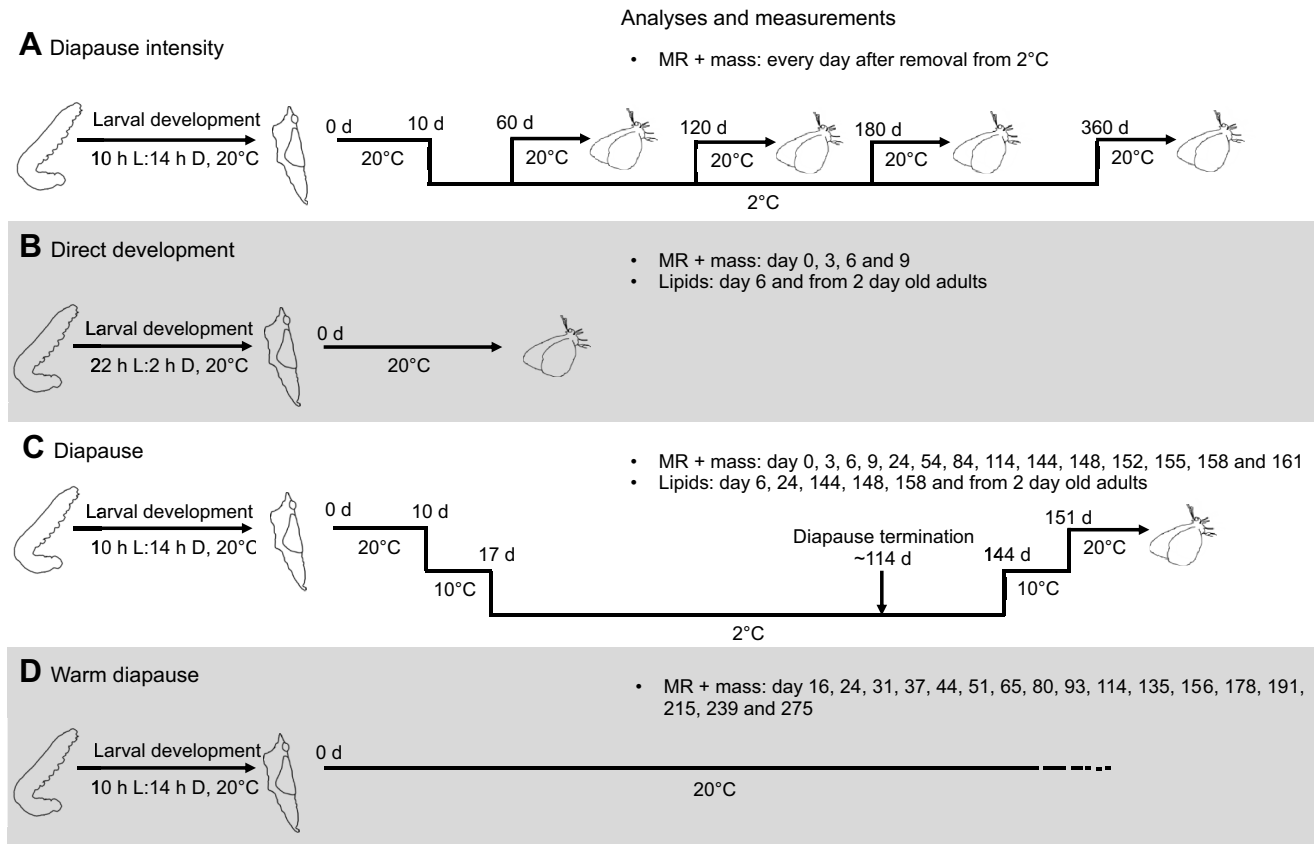 Analyses and measurements
A Diapause intensity
• MR + mass: every day after removal from 2°C
Larval development
10 h L:14 h D, 20°C
0 d
10 d
20°C
60 d
20°C
120 d
20°C
180 d
20°C
360 d
20°C
2°C
B Direct development
• MR + mass: day 0, 3, 6 and 9
• Lipids: day 6 and from 2 day old adults
Larval development
22 h L:2 h D, 20°C
0 d
20°C
C Diapause
• MR + mass: day 0, 3, 6, 9, 24, 54, 84, 114, 144, 148, 152, 155, 158 and 161
• Lipids: day 6, 24, 144, 148, 158 and from 2 day old adults
Larval development
10 h L:14 h D, 20°C
0 d
10 d
20°C
17 d
10°C
2°C
Diapause termination
~114 d
144 d
10°C
151 d
20°C
D Warm diapause
• MR + mass: day 16, 24, 31, 37, 44, 51, 65, 80, 93, 114, 135, 156, 178, 191,
215, 239 and 275
Larval development
10 h L:14 h D, 20°C
0 d
20°C